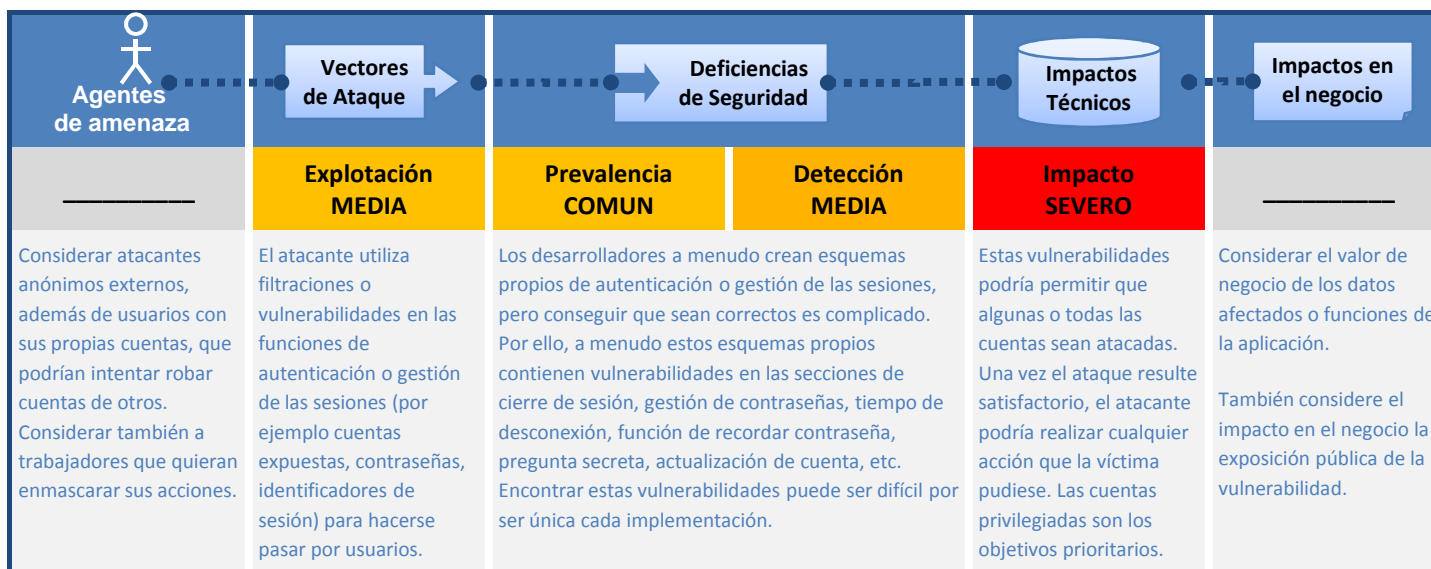 Agentes
de amenaza
Vectores
de Ataque
Deficiencias
de Seguridad
Impactos
Técnicos
Impactos en
el negocio
__________
Explotación
MEDIA
Prevalencia
COMUN
Detección
MEDIA
Impacto
SEVERO
__________
Considerar atacantes
anónimos externos,
además de usuarios con
sus propias cuentas, que
podrían intentar robar
cuentas de otros.
Considerar también a
trabajadores que quieran
enmascarar sus acciones.
El atacante utiliza
filtraciones o
vulnerabilidades en las
funciones de
autenticación o gestión
de las sesiones (por
ejemplo cuentas
expuestas, contraseñas,
identificadores de
sesión) para hacerse
pasar por usuarios.
Los desarrolladores a menudo crean esquemas
propios de autenticación o gestión de las sesiones,
pero conseguir que sean correctos es complicado.
Por ello, a menudo estos esquemas propios
contienen vulnerabilidades en las secciones de
cierre de sesión, gestión de contraseñas, tiempo de
desconexión, función de recordar contraseña,
pregunta secreta, actualización de cuenta, etc.
Encontrar estas vulnerabilidades puede ser difícil por
ser única cada implementación.
Estas vulnerabilidades
podría permitir que
algunas o todas las
cuentas sean atacadas.
Una vez el ataque resulte
satisfactorio, el atacante
podría realizar cualquier
acción que la víctima
pudiese. Las cuentas
privilegiadas son los
objetivos prioritarios.
Considerar el valor de
negocio de los datos
afectados o funciones de
la aplicación.
También considere el
impacto en el negocio la
exposición pública de la
vulnerabilidad.